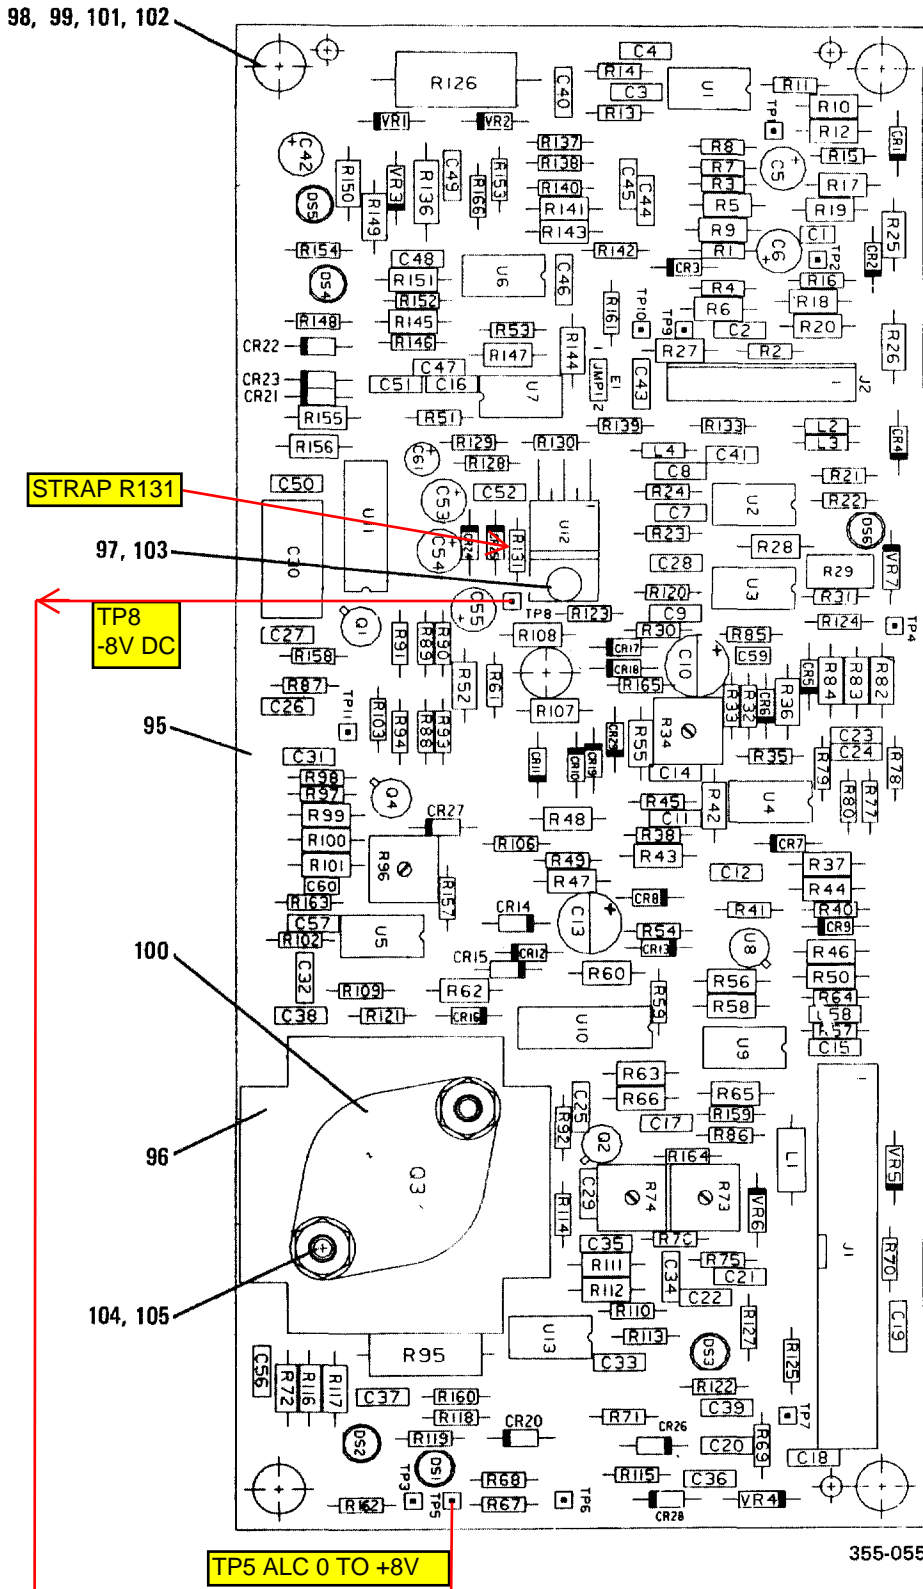 98, 99, 101, 102
C4
R14
C3
R13
R126
C40
U1
R11
TP1
R10
R12
CR1
VR1
VR2
R137
R138
R140
R141
R143
R142
R8
R7
R3
R5
R9
R1
C5
R15
R17
R19
C1
C6
TP2
CR2
R25
C42
R150
VR3
R136
C49
R166
R153
C45
C44
DS5
R149
R154
C48
R151
R152
R145
R146
U6
C46
CR3
R4
R6
C2
R2
R16
R18
R20
R26
DS4
R148
CR22
CR23
CR21
R155
R156
C47
C51
C16
R53
R147
R144
R161
TP10
TP9
R27
U7
JMP1
E1
1
2
C43
J2
R51
R129
R128
R130
R139
R133
L2
L3
CR4
C61
L4
C8
C41
R21
R22
STRAP R131
C50
U11
C53
C52
R24
C7
R23
U2
DS6
C30
C54
CR24
R131
U12
C28
R28
R29
VR7
97, 103
TP8
-8V DC
C55
TP8
R123
R120
C9
U3
R31
R124
TP4
Q1
C27
R158
R91
R89
R90
R108
R30
CR17
CR18
R165
C10
R85
C59
R87
C26
TP11
R103
R52
R61
R107
R33
R32
CR6
R36
CR5
R84
R83
R82
R94
R88
R93
95
C31
R98
R97
R99
R100
R101
C60
R163
C57
R102
Q4
CR27
R96
R157
CR11
CR10
CR19
CR29
R55
R34
C14
R35
R79
C23
C24
R78
R80
R77
R48
R45
C11
R38
R43
R42
U4
CR7
R106
R49
R47
C12
R37
R44
CR14
C13
CR8
R54
CR13
R41
R40
CR9
U8
U5
100
CR15
CR12
R60
R46
R50
R64
C58
R57
C15
C32
R109
R62
R59
R56
R58
C38
R121
CR16
U10
U9
R63
R66
C17
R65
R159
R86
R164
C25
R92
Q2
L1
VR5
96
Q3
C29
R74
R73
VR6
R114
J1
R70
C35
R111
R112
R110
R113
C34
R75
C21
C22
104, 105
U13
C33
R127
DS3
R125
C19
R95
C56
R72
R116
R117
C37
R160
R118
R119
CR20
R71
CR26
R122
C39
C20
R69
TP7
DS2
DS1
R68
R67
R115
C36
C18
R162
TP3
TP5
TP6
CR28
VR4
TP5 ALC 0 TO +8V
355-055